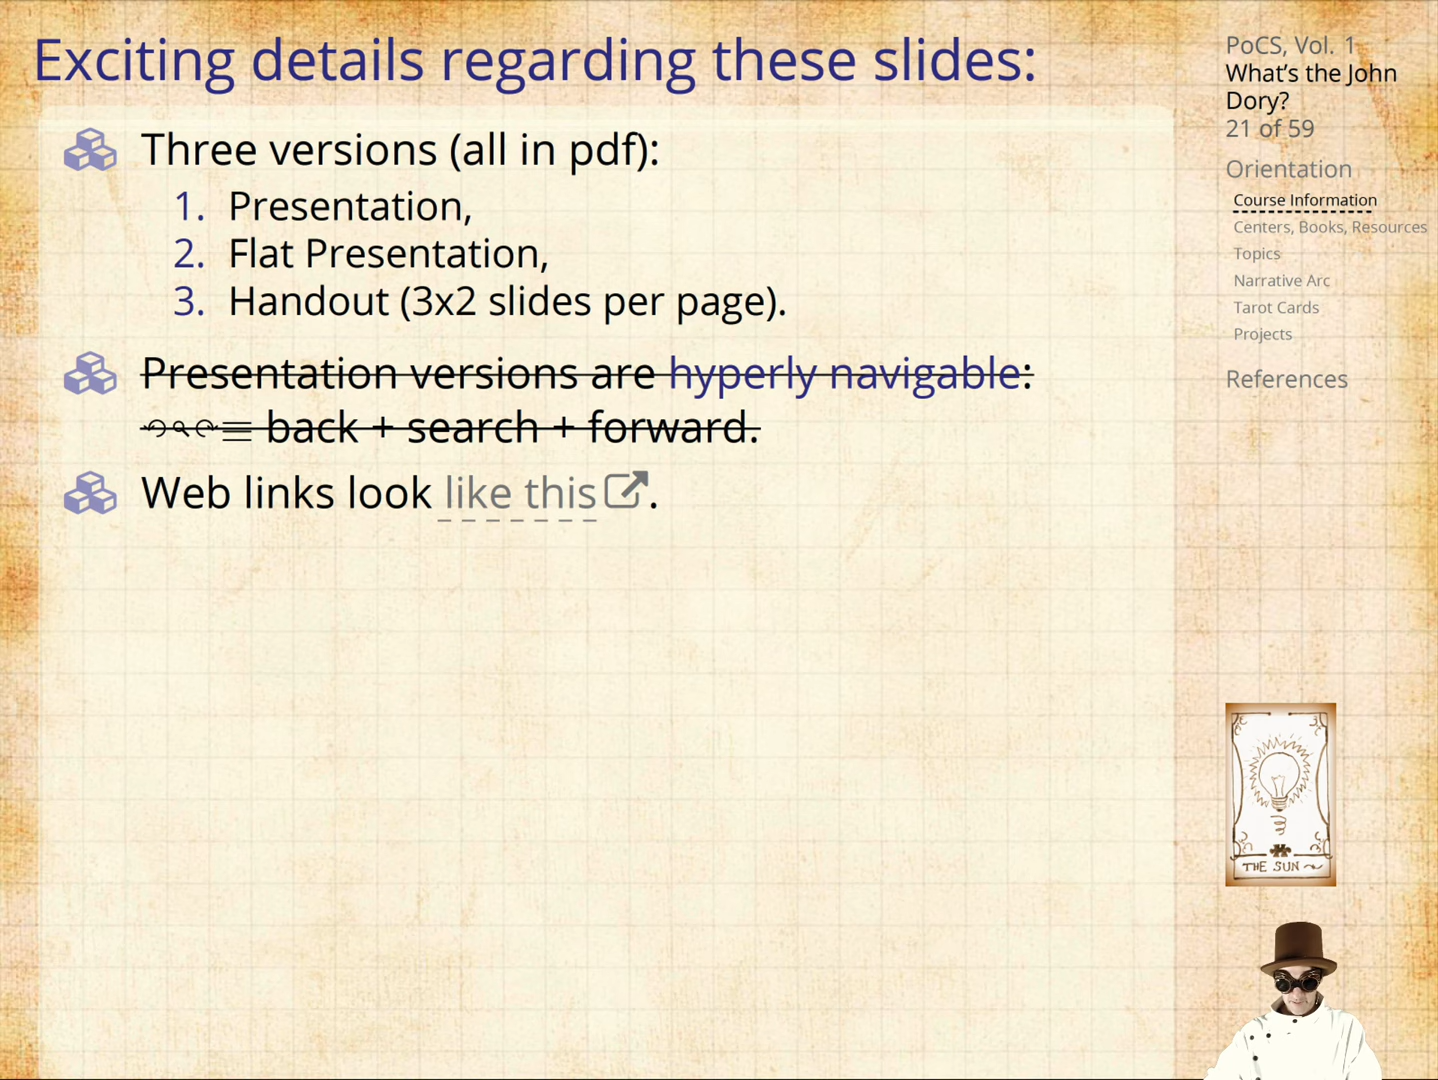 Exciting details regarding these slides:
Three versions (all in pdf):
1. Presentation,
2. Flat Presentation,
3. Handout (3x2 slides per page).
Presentation versions are hyperly navigable:
back + search + forward.
Web links look like this.
PoCS, Vol. 1
What's the John
Dory?
21 of 59
Orientation
Course Information
Centers, Books, Resources
Topics
Narrative Arc
Tarot Cards
Projects
References
THE SUN